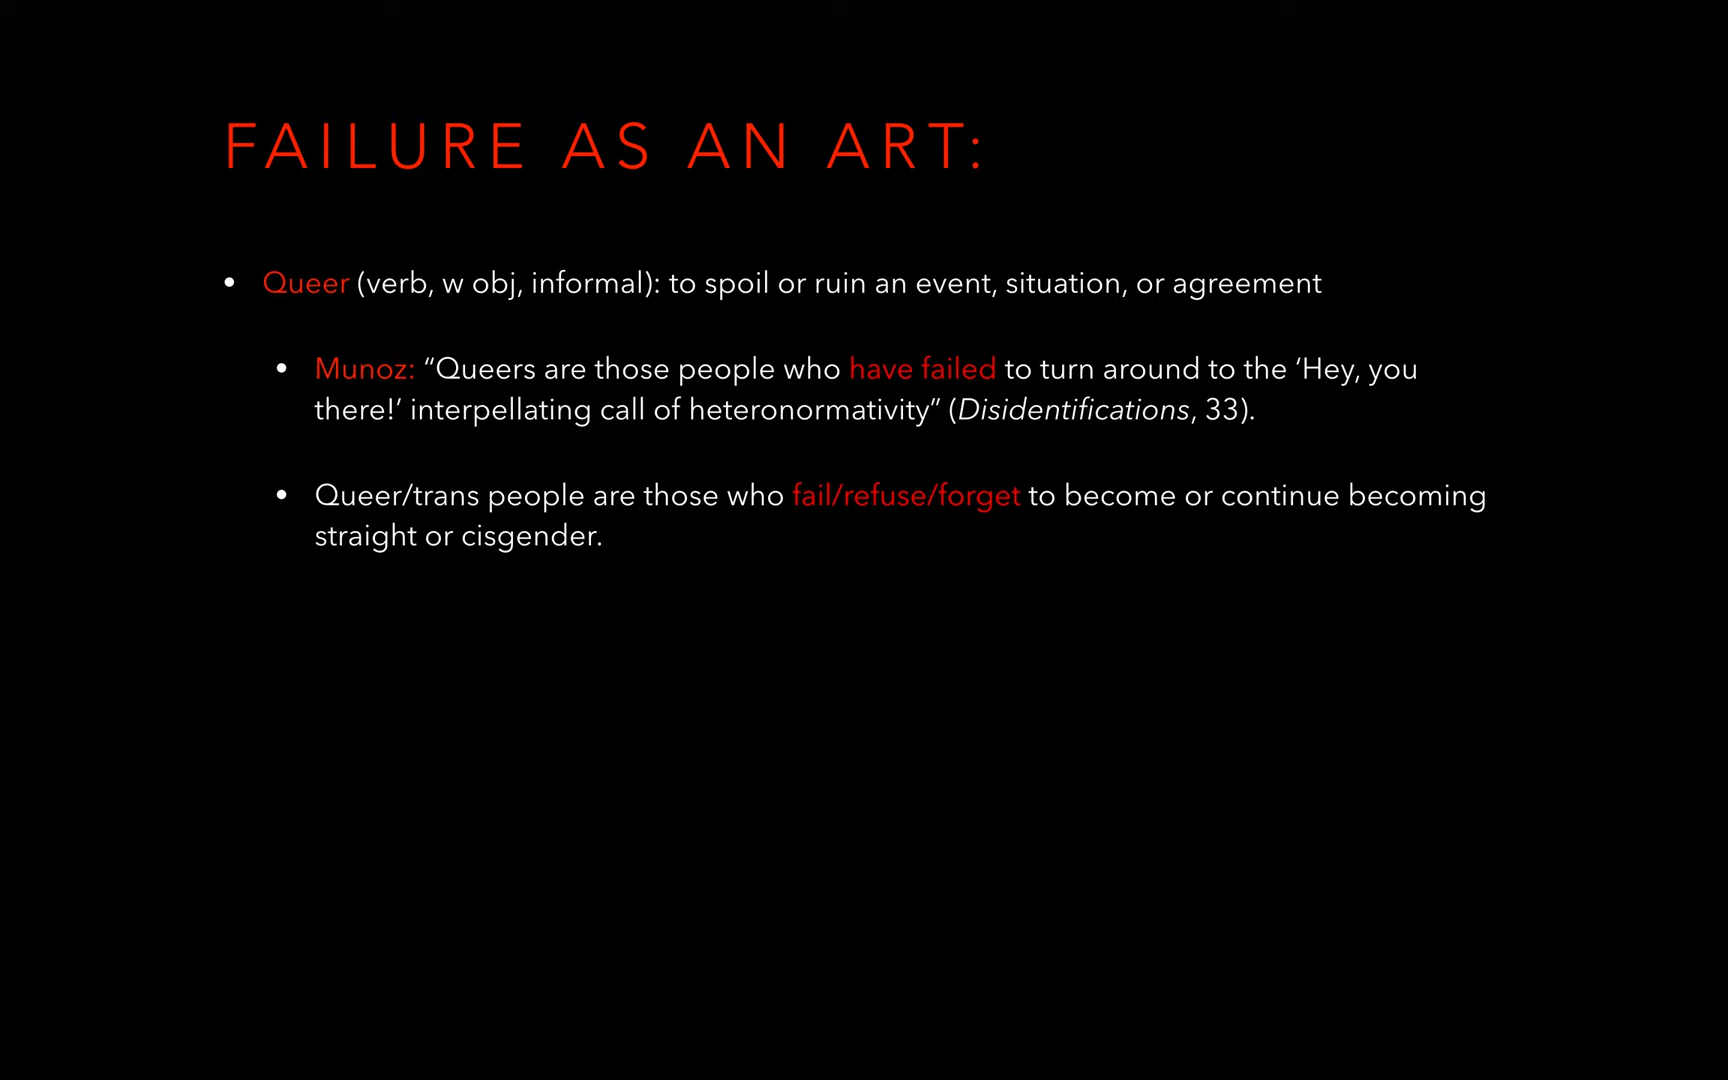 FAILURE AS AN ART:
• Queer (verb, w obj, informal): to spoil or ruin an event, situation, or agreement
• Munoz: “Queers are those people who have failed to turn around to the ‘Hey, you
there!’ interpellating call of heteronormativity” (Disidentifications, 33).
• Queer/trans people are those who fail/refuse/forget to become or continue becoming
straight or cisgender.